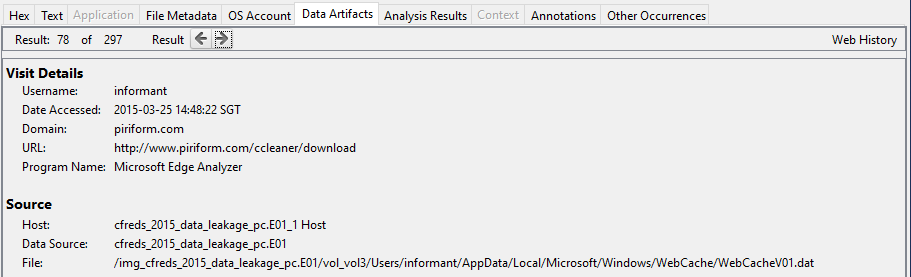 Hex Text Application File Metadata OS Account Data Artifacts Analysis Results Context Annotations Other Occurrences
Result: 78 of 297 Result Web History
Visit Details
Username: informant
Date Accessed: 2015-03-25 14:48:22 SGT
Domain: piriform.com
URL: http://www.piriform.com/ccleaner/download
Program Name: Microsoft Edge Analyzer
Source
Host: cfreds_2015_data_leakage_pc.E01_1 Host
Data Source: cfreds_2015_data_leakage_pc.E01
File: /img_cfreds_2015_data_leakage_pc.E01/vol_vol3/Users/informant/AppData/Local/Microsoft/Windows/WebCache/WebCacheV01.dat